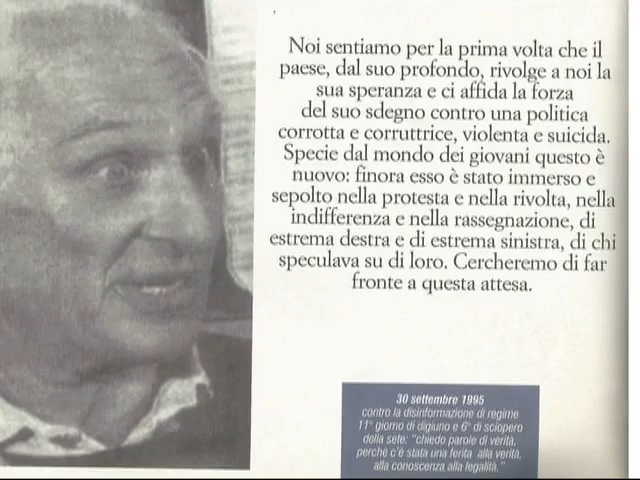 Noi sentiamo per la prima volta che il
paese, dal suo profondo, rivolge a noi la
sua speranza e ci affida la forza
del suo sdegno contro una politica
corrotta e corruttrice, violenta e suicida.
Specie dal mondo dei giovani questo è
nuovo: finora esso è stato immerso e
sepolto nella protesta e nella rivolta, nella
indifferenza e nella rassegnazione, di
estrema destra e di estrema sinistra, di chi
speculava su di loro. Cercheremo di far
fronte a questa attesa.
30 settembre 1995
contro la disinformazione di regime
11° giorno di digiuno e 6° di sciopero
della sete: "chiedo parole di verità,
perchè c'è stata una ferita alla verità,
alla conoscenza alla legalità."